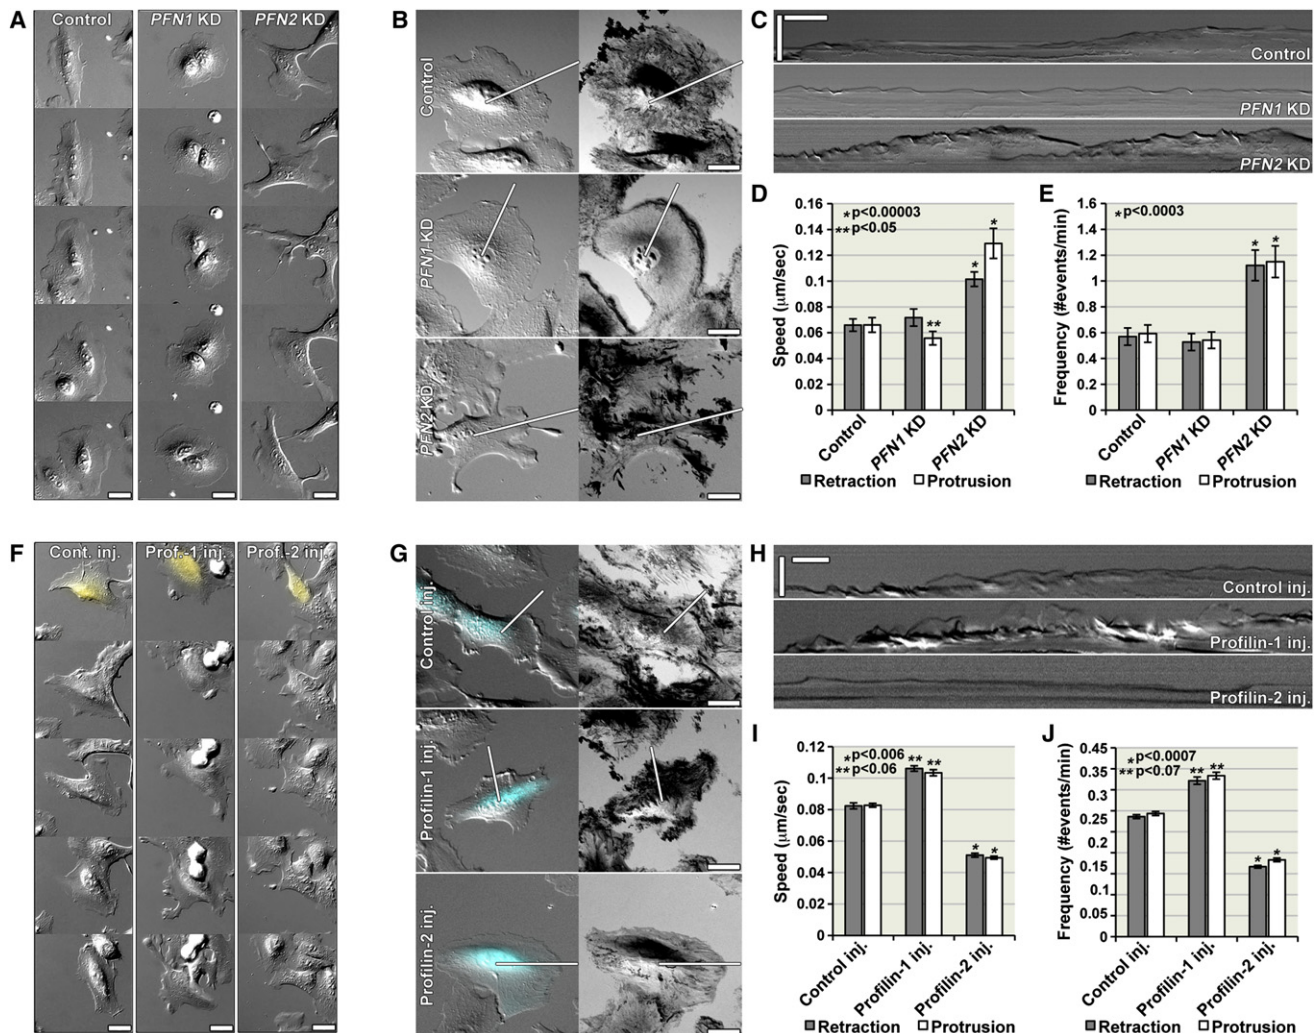 A
Control
PFN1 KD
PFN2 KD
B
Control
PFN1 KD
PFN2 KD
C
Control
PFN1 KD
PFN2 KD
D
Speed (μm/sec)
0.16
0.14
0.12
0.1
0.08
0.06
0.04
0.02
0
*p<0.00003
**p<0.05
**
*
*
Control
PFN1 KD
PFN2 KD
Retraction
Protrusion
E
Frequency (#events/min)
1.6
1.4
1.2
1
0.8
0.6
0.4
0.2
0
*p<0.0003
*
*
Control
PFN1 KD
PFN2 KD
Retraction
Protrusion
F
Cont. inj.
Prof.-1 inj.
Prof.-2 inj.
G
Control inj.
Profilin-1 inj.
Profilin-2 inj.
H
Control inj.
Profilin-1 inj.
Profilin-2 inj.
I
Speed (μm/sec)
0.12
0.1
0.08
0.06
0.04
0.02
0
*p<0.006
**p<0.06
**
**
*
*
Control inj.
Profilin-1 inj.
Profilin-2 inj.
Retraction
Protrusion
J
Frequency (#events/min)
0.45
0.35
0.3
0.25
0.15
0.1
0.05
0
*p<0.0007
**p<0.07
**
**
*
*
Control inj.
Profilin-1 inj.
Profilin-2 inj.
Retraction
Protrusion